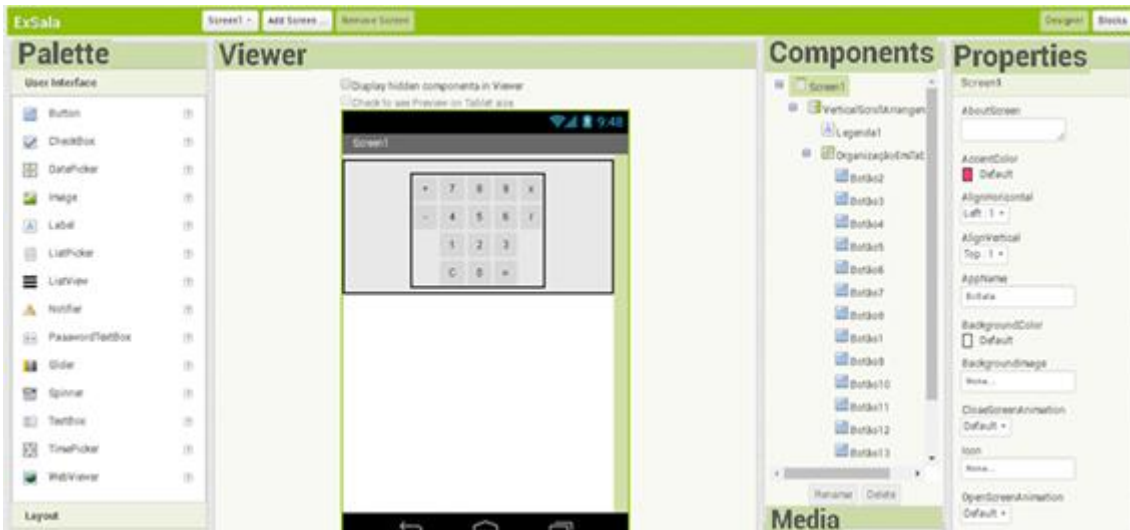 ExSala
Screen1
Add Screen ...
Remove Screen
Designer
Blocks
Palette
User Interface
Button
CheckBox
DatePicker
Image
Label
ListPicker
ListView
Notifier
PasswordTextBox
Slider
Spinner
TextBox
TimePicker
WebViewer
Layout
Viewer
Display hidden components in Viewer
Check to see Preview on Tablet size
9:48
Screen1
+ 7 8 9 x
- 4 5 6 /
1 2 3
C 0 =
Components
Screen1
VerticalScrollArrangen
Legenda1
OrganizaçãoEmTab
Botão2
Botão3
Botão4
Botão5
Botão6
Botão7
Botão1
Botão10
Botão11
Botão12
Botão13
Rename Delete
Media
Properties
Screen1
AboutScreen
AccentColor
Default
AlignHorizontal
Left : 1
AlignVertical
Top : 1
AppName
ExSala
BackgroundColor
Default
BackgroundImage
None...
CloseScreenAnimation
Default
Icon
None...
OpenScreenAnimation
Default